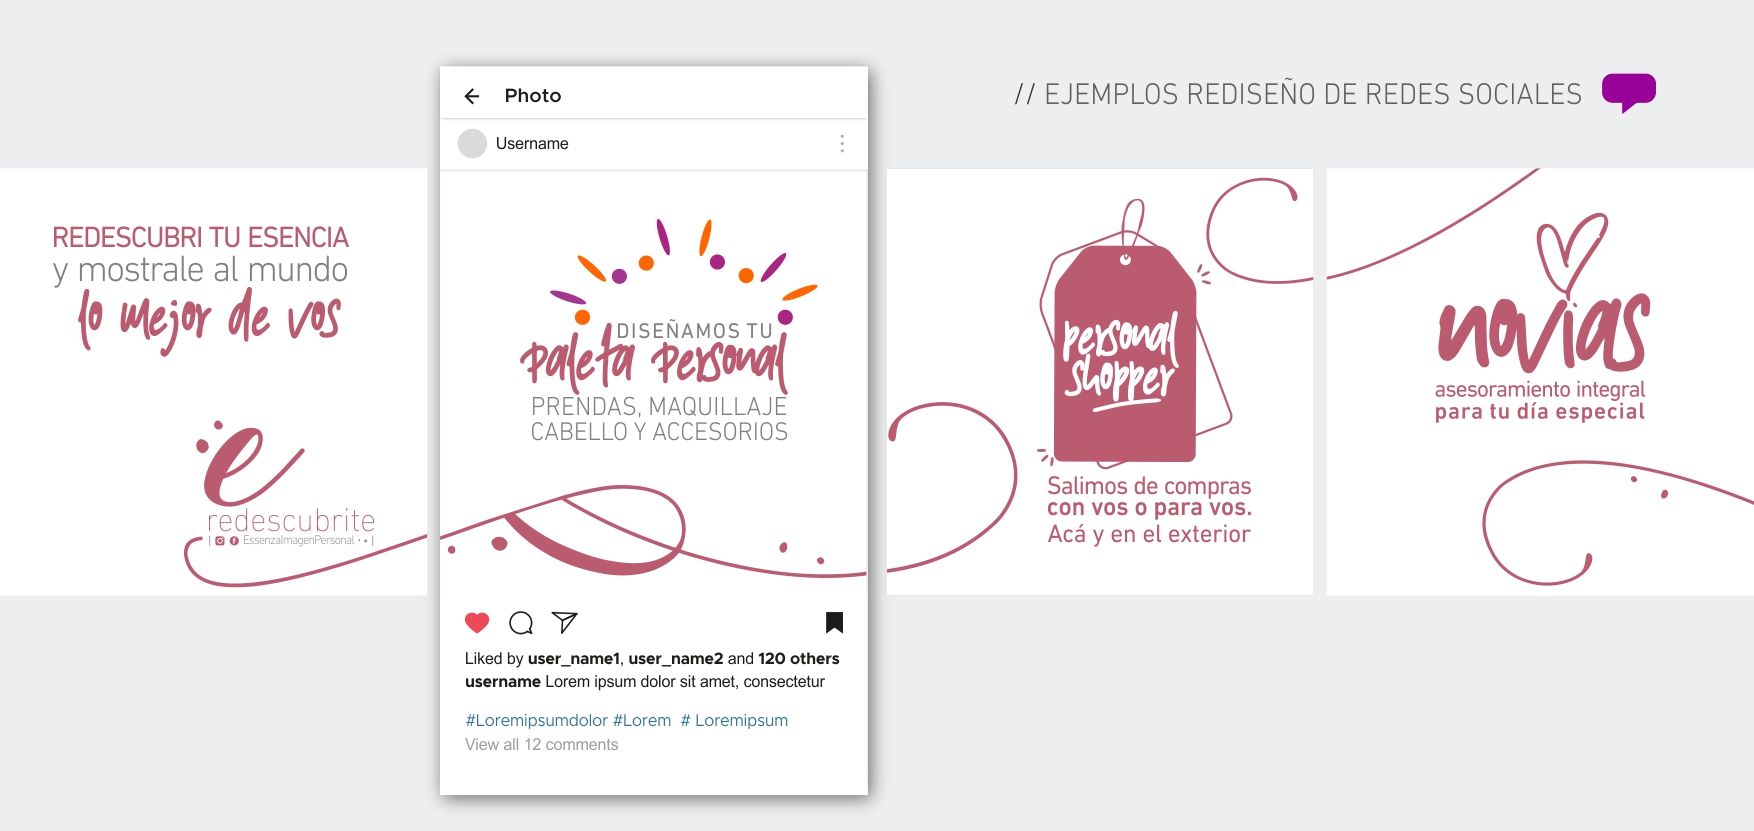 // EJEMPLOS REDISEÑO DE REDES SOCIALES
REDESCUBRI TU ESENCIA
y mostrale al mundo
lo mejor de vos
e
redescubrite
| EssenzaImagenPersonal • • |
Photo
Username
DISEÑAMOS TU
paleta personal
PRENDAS, MAQUILLAJE
CABELLO Y ACCESORIOS
Liked by user_name1, user_name2 and 120 others
username Lorem ipsum dolor sit amet, consectetur
#Loremipsumdolor #Lorem # Loremipsum
View all 12 comments
personal
shopper
Salimos de compras
con vos o para vos.
Acá y en el exterior
novias
asesoramiento integral
para tu día especial